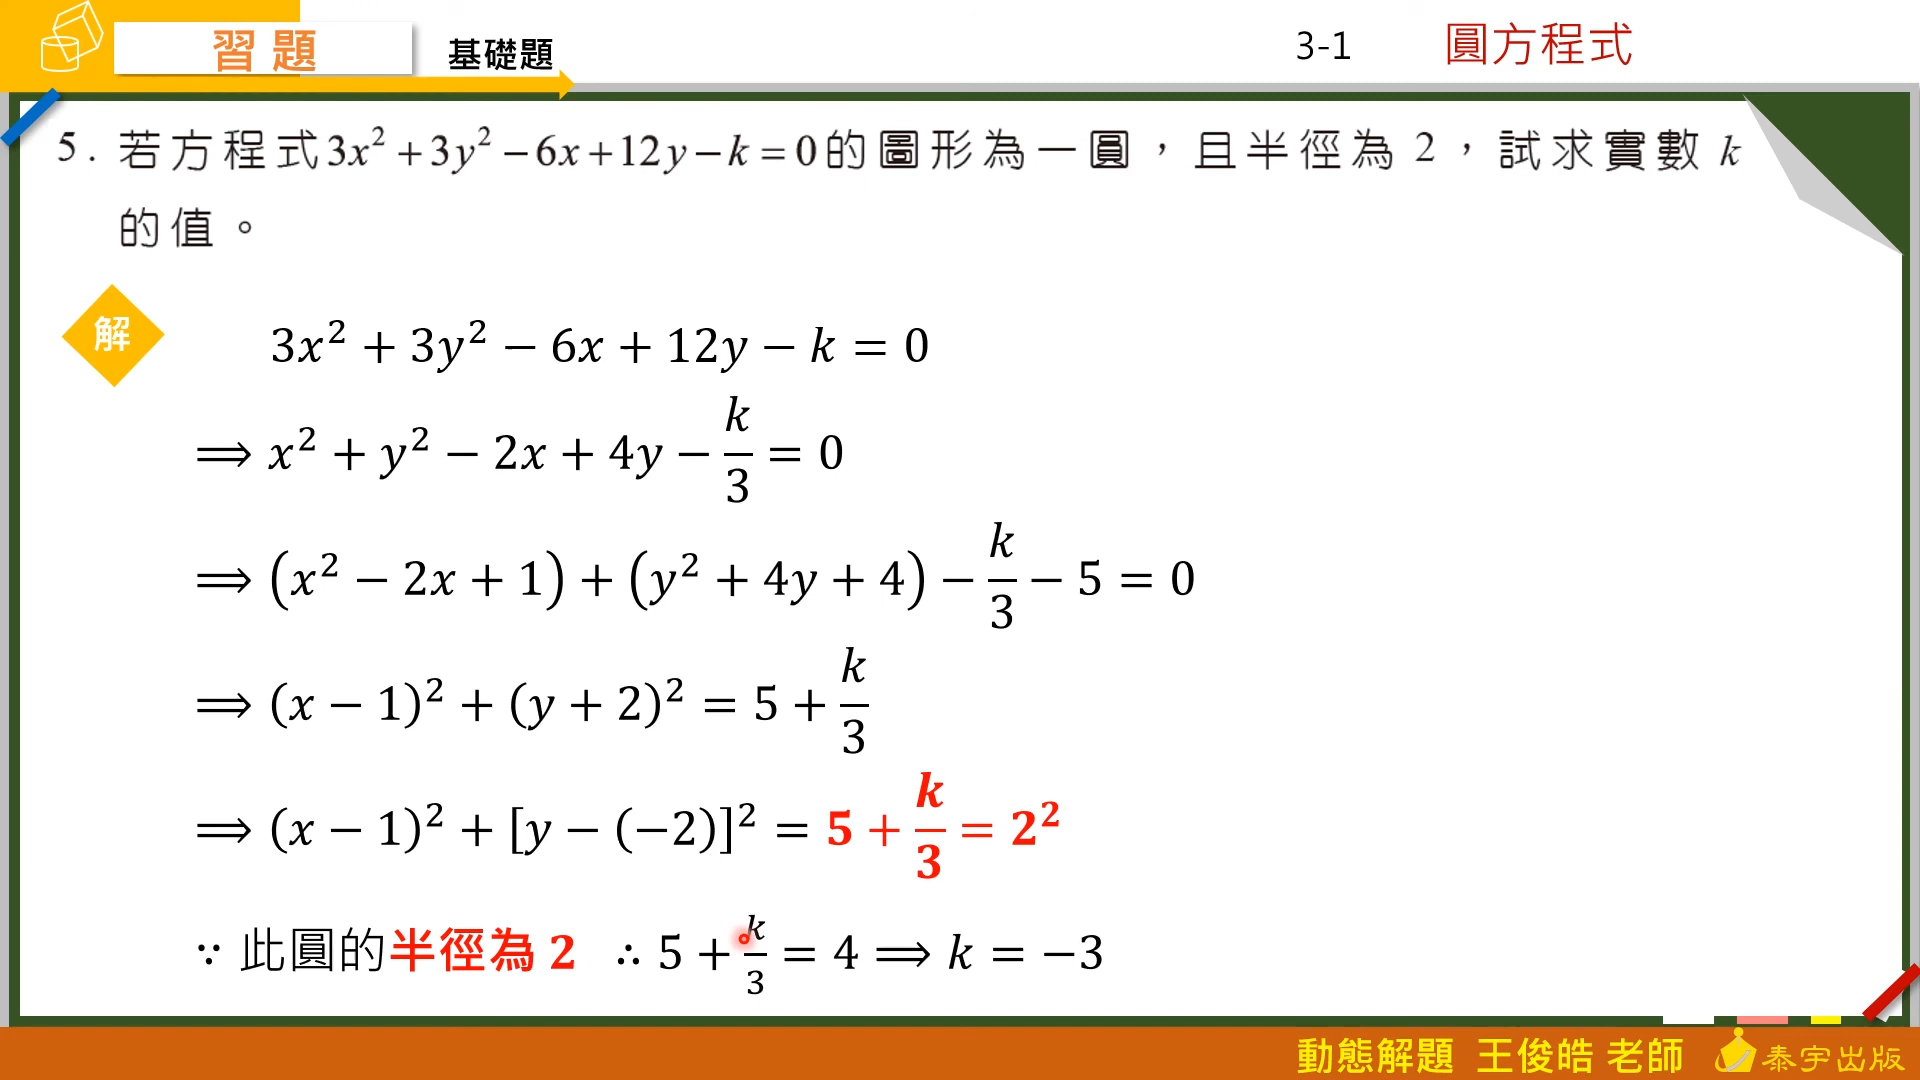 習題
基礎題
3-1 圓方程式
5. 若方程式3x²+3y²−6x+12y−k=0的圖形為一圓，且半徑為2，試求實數k
的值。
解
3x² + 3y² − 6x + 12y − k = 0
⟹ x² + y² − 2x + 4y − k/3 = 0
⟹ (x² − 2x + 1) + (y² + 4y + 4) − k/3 − 5 = 0
⟹ (x − 1)² + (y + 2)² = 5 + k/3
⟹ (x − 1)² + [y − (−2)]² = 5 + k/3 = 2²
∵ 此圓的半徑為 2 ∴ 5 + k/3 = 4 ⟹ k = −3
動態解題 王俊皓 老師
泰宇出版